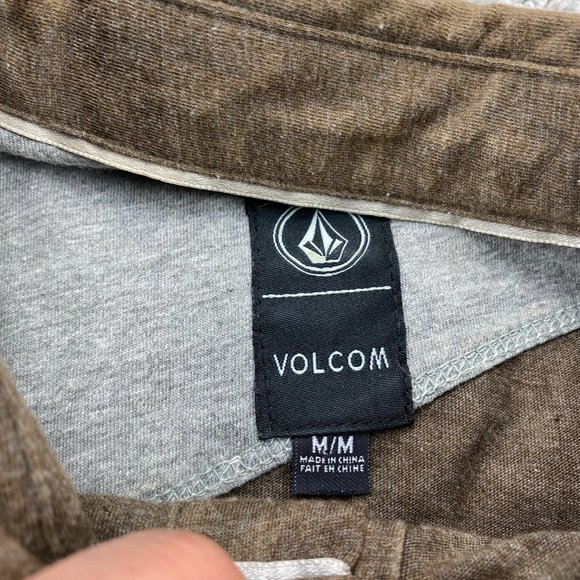 VOLCOM
M/M
MADE IN CHINA
FAIT EN CHINE